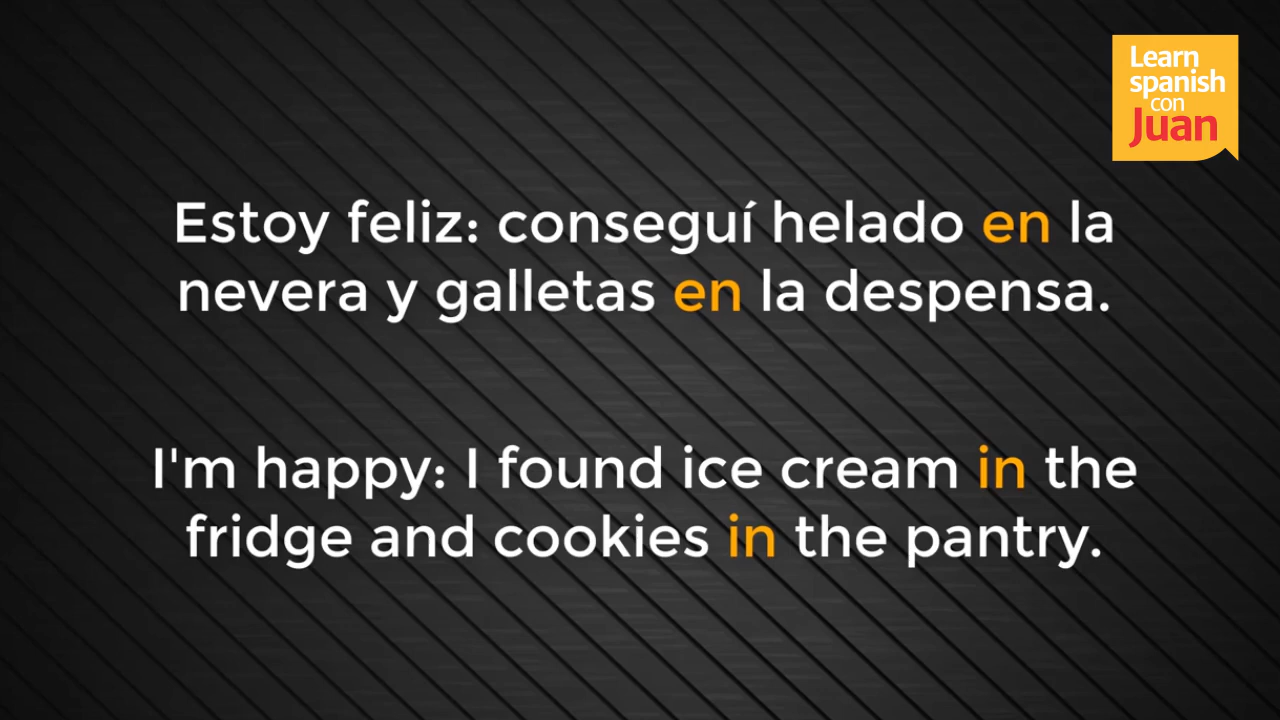 Learn
spanish
con
Juan
Estoy feliz: conseguí helado en la
nevera y galletas en la despensa.
I'm happy: I found ice cream in the
fridge and cookies in the pantry.